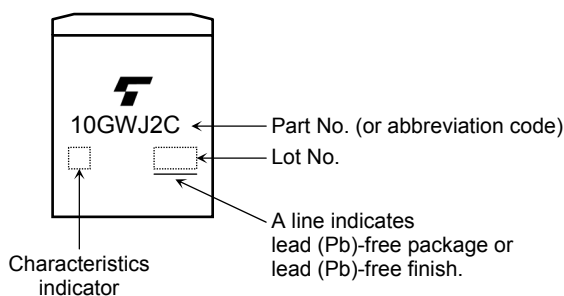 10GWJ2C
Part No. (or abbreviation code)
Lot No.
A line indicates
lead (Pb)-free package or
lead (Pb)-free finish.
Characteristics
indicator